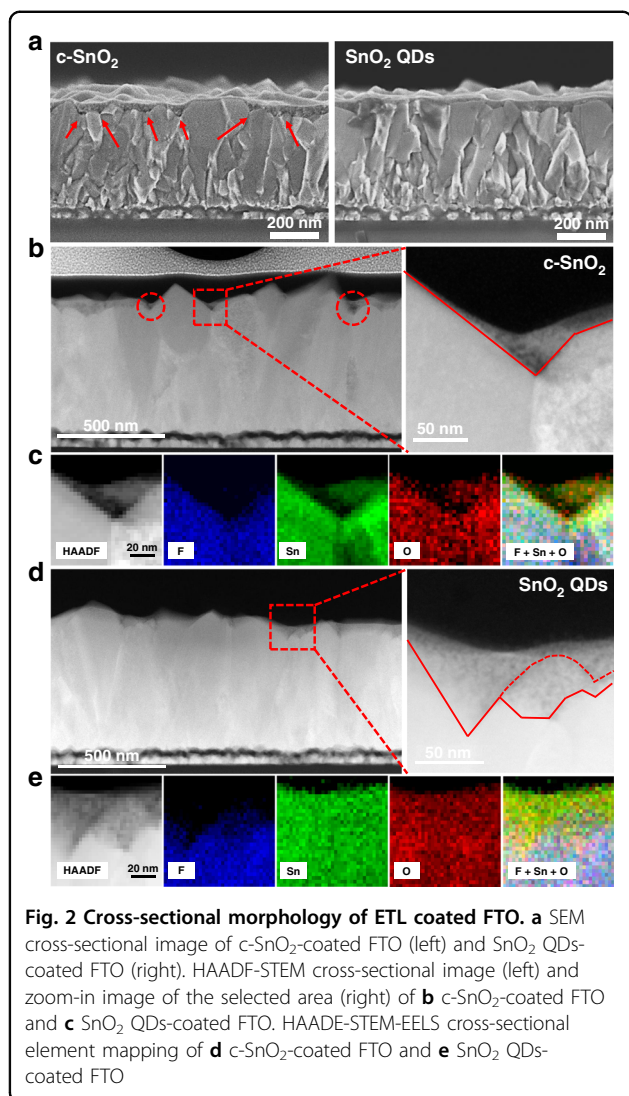 a
c-SnO₂
SnO₂ QDs
200 nm
200 nm
b
c-SnO₂
500 nm
50 nm
c
HAADF
20 nm
F
Sn
O
F + Sn + O
d
SnO₂ QDs
500 nm
50 nm
e
HAADF
20 nm
F
Sn
O
F + Sn + O
Fig. 2 Cross-sectional morphology of ETL coated FTO. a SEM
cross-sectional image of c-SnO₂-coated FTO (left) and SnO₂ QDs-
coated FTO (right). HAADF-STEM cross-sectional image (left) and
zoom-in image of the selected area (right) of b c-SnO₂-coated FTO
and c SnO₂ QDs-coated FTO. HAADE-STEM-EELS cross-sectional
element mapping of d c-SnO₂-coated FTO and e SnO₂ QDs-
coated FTO